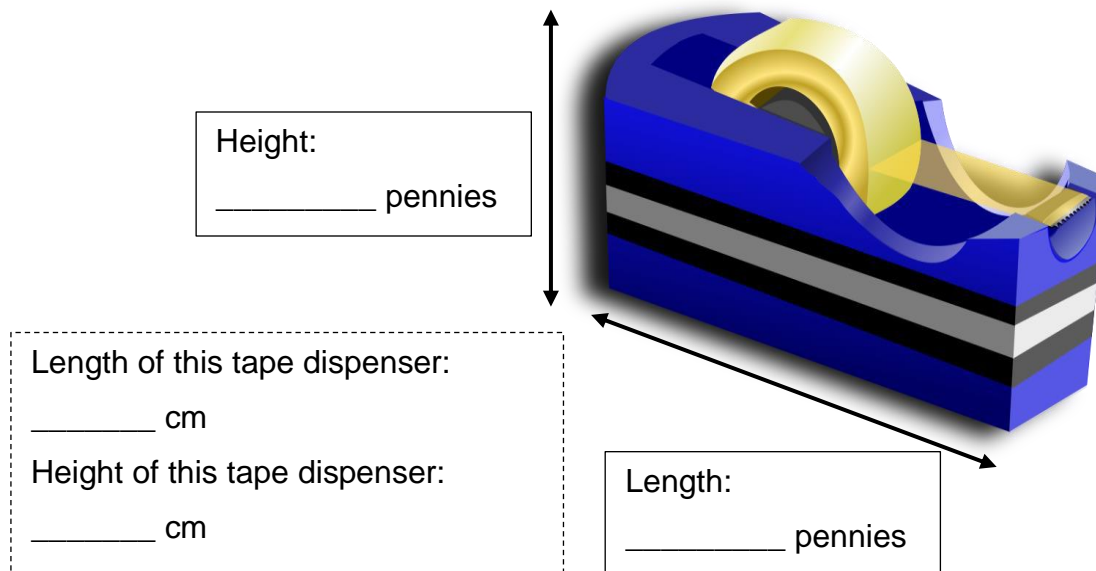 Height:
_________ pennies
Length of this tape dispenser:
_______ cm
Height of this tape dispenser:
_______ cm
Length:
_________ pennies